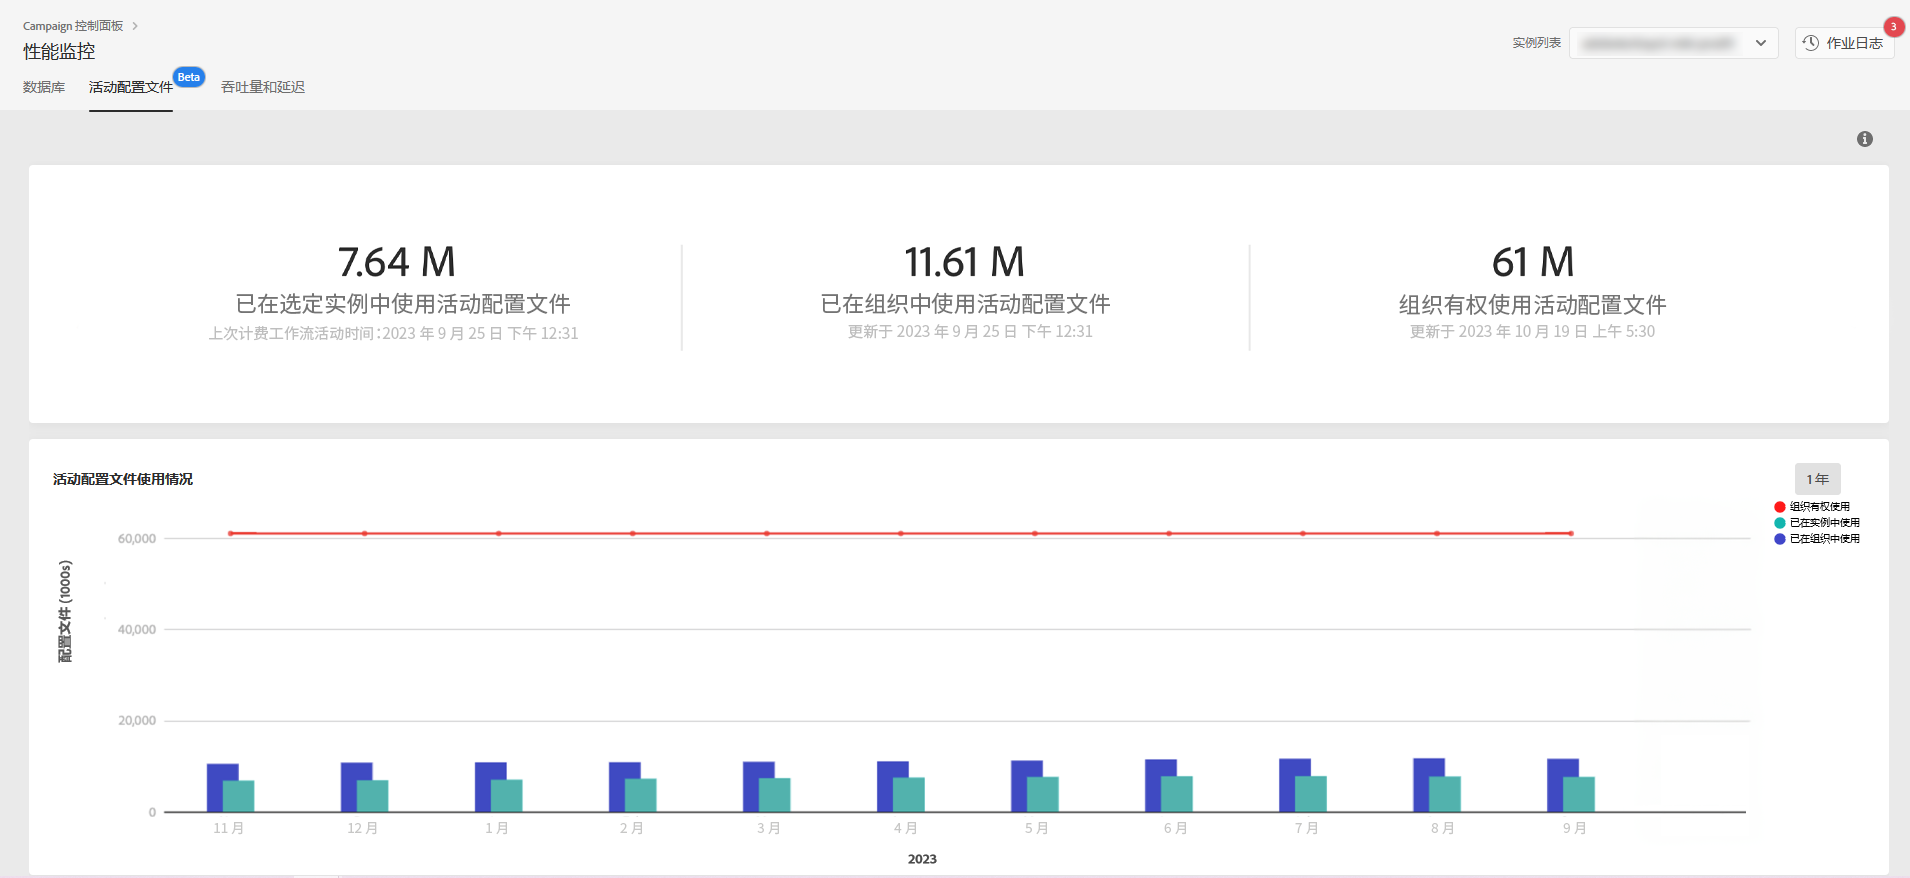 Campaign 控制面板
性能监控
实例列表
作业日志
3
数据库
活动配置文件
Beta
吞吐量和延迟
7.64 M
已在选定实例中使用活动配置文件
上次计费工作流活动时间：2023 年 9 月 25 日 下午 12:31
11.61 M
已在组织中使用活动配置文件
更新于 2023 年 9 月 25 日 下午 12:31
61 M
组织有权使用活动配置文件
更新于 2023 年 10 月 19 日 上午 5:30
活动配置文件使用情况
1 年
组织有权使用
已在实例中使用
已在组织中使用
配置文件 (1000s)
60,000
40,000
20,000
0
11 月
12 月
1 月
2 月
3 月
4 月
5 月
6 月
7 月
8 月
9 月
2023